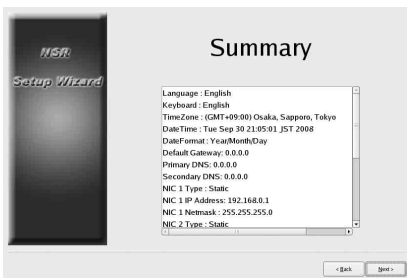 NSR
Setup Wizard
Summary
Language : English
Keyboard : English
TimeZone : (GMT+09:00) Osaka, Sapporo, Tokyo
DateTime : Tue Sep 30 21:05:01 JST 2008
DateFormat : Year/Month/Day
Default Gateway: 0.0.0.0
Primary DNS: 0.0.0.0
Secondary DNS: 0.0.0.0
NIC 1 Type : Static
NIC 1 IP Address: 192.168.0.1
NIC 1 Netmask : 255.255.255.0
NIC 2 Type : Static
< Back Next >